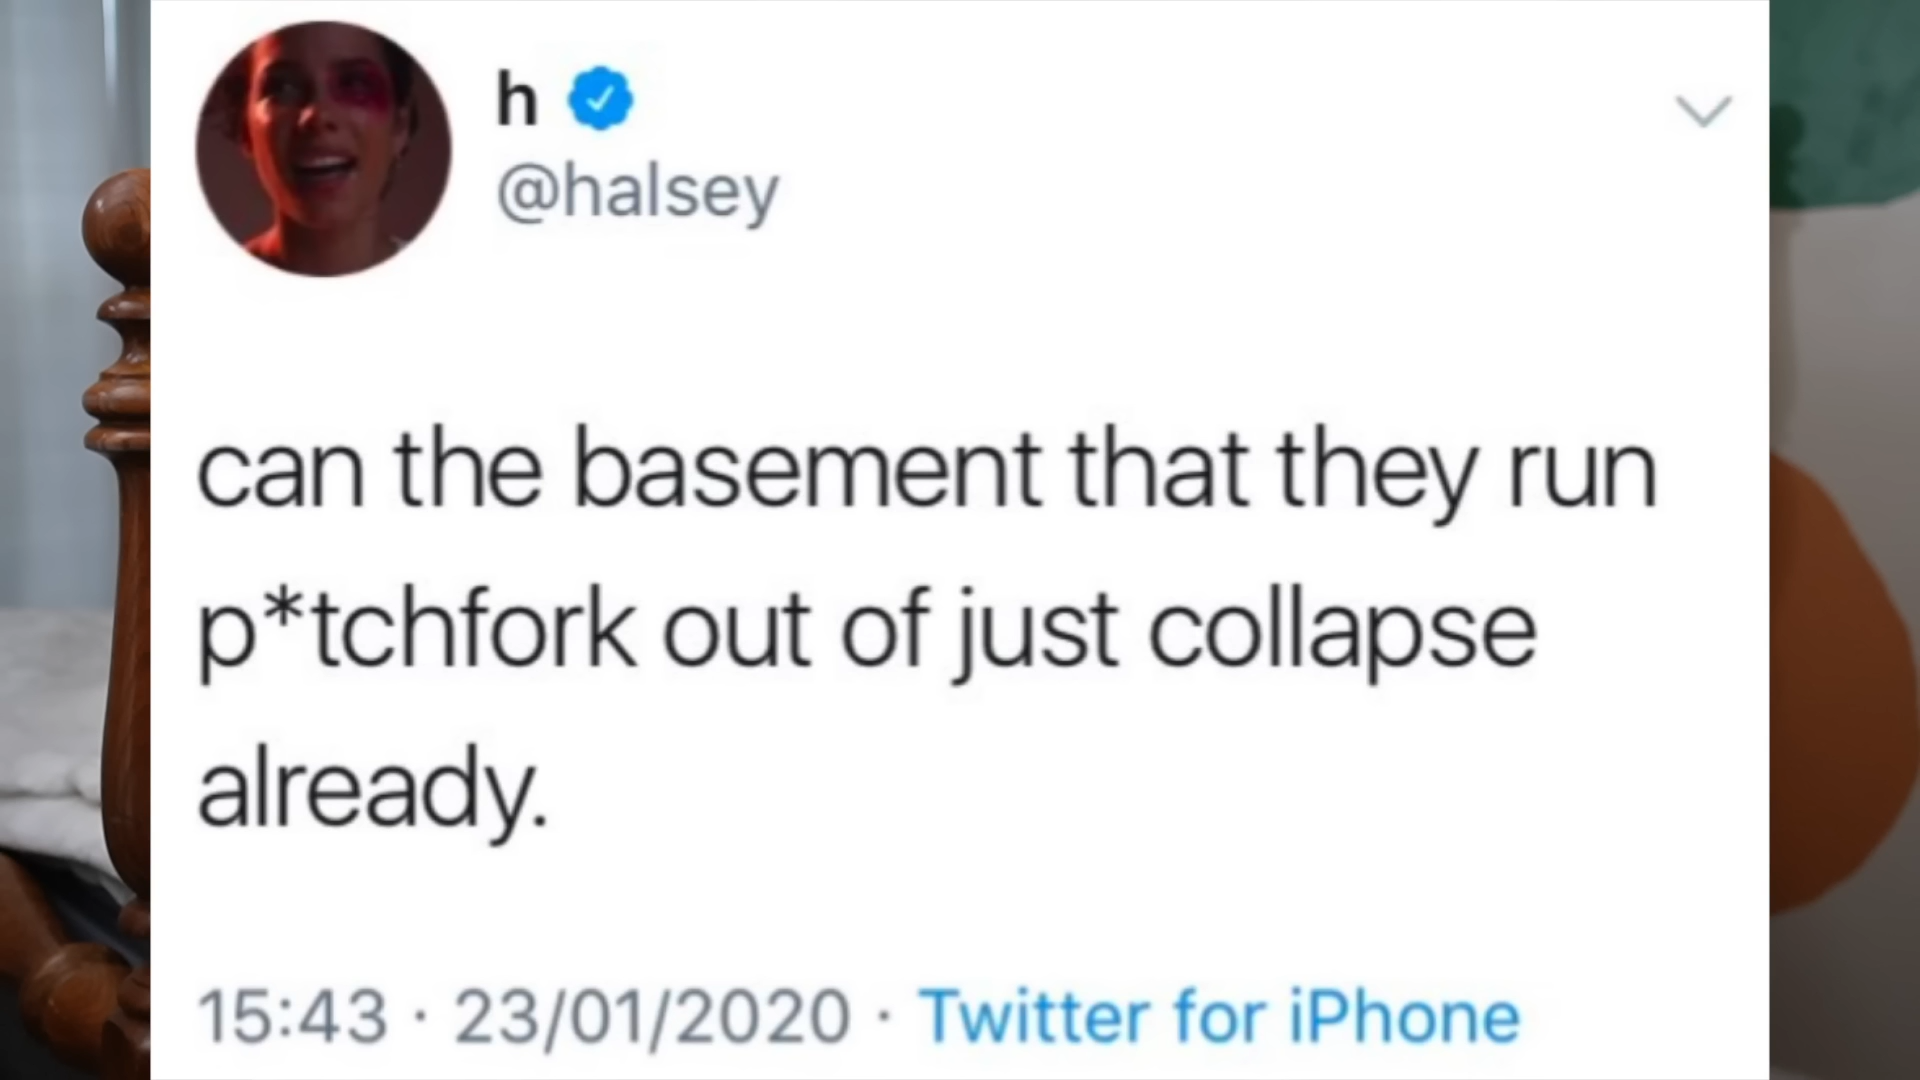 h
@halsey
can the basement that they run
p*tchfork out of just collapse
already.
15:43 · 23/01/2020 · Twitter for iPhone